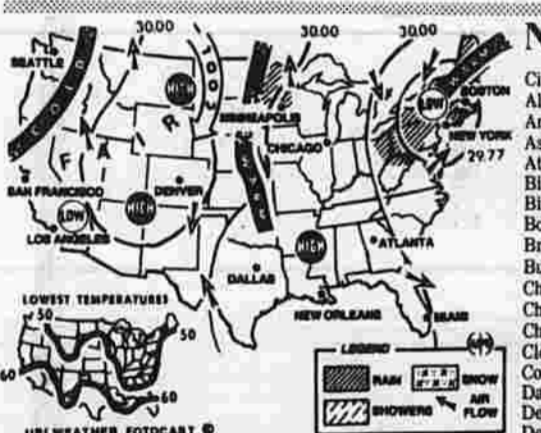 30.00 30.00 30.00
SEATTLE
COLD
COOL
HIGH
FAIR
MINNEAPOLIS
CHICAGO
LOW
BOSTON
NEW YORK
29.77
SAN FRANCISCO
DENVER
LOW
LOS ANGELES
HIGH
HIGH
ATLANTA
DALLAS
NEW ORLEANS
MIAMI
LOWEST TEMPERATURES
50
50
60
60
LEGEND
RAIN
SNOW
SHOWERS
AIR FLOW
UPI WEATHER FOTOCAST ©
N
Ci
Al
As
At
Bi
Bi
Bo
Br
Bu
Ch
Ch
Ch
Cl
Co
Da
De